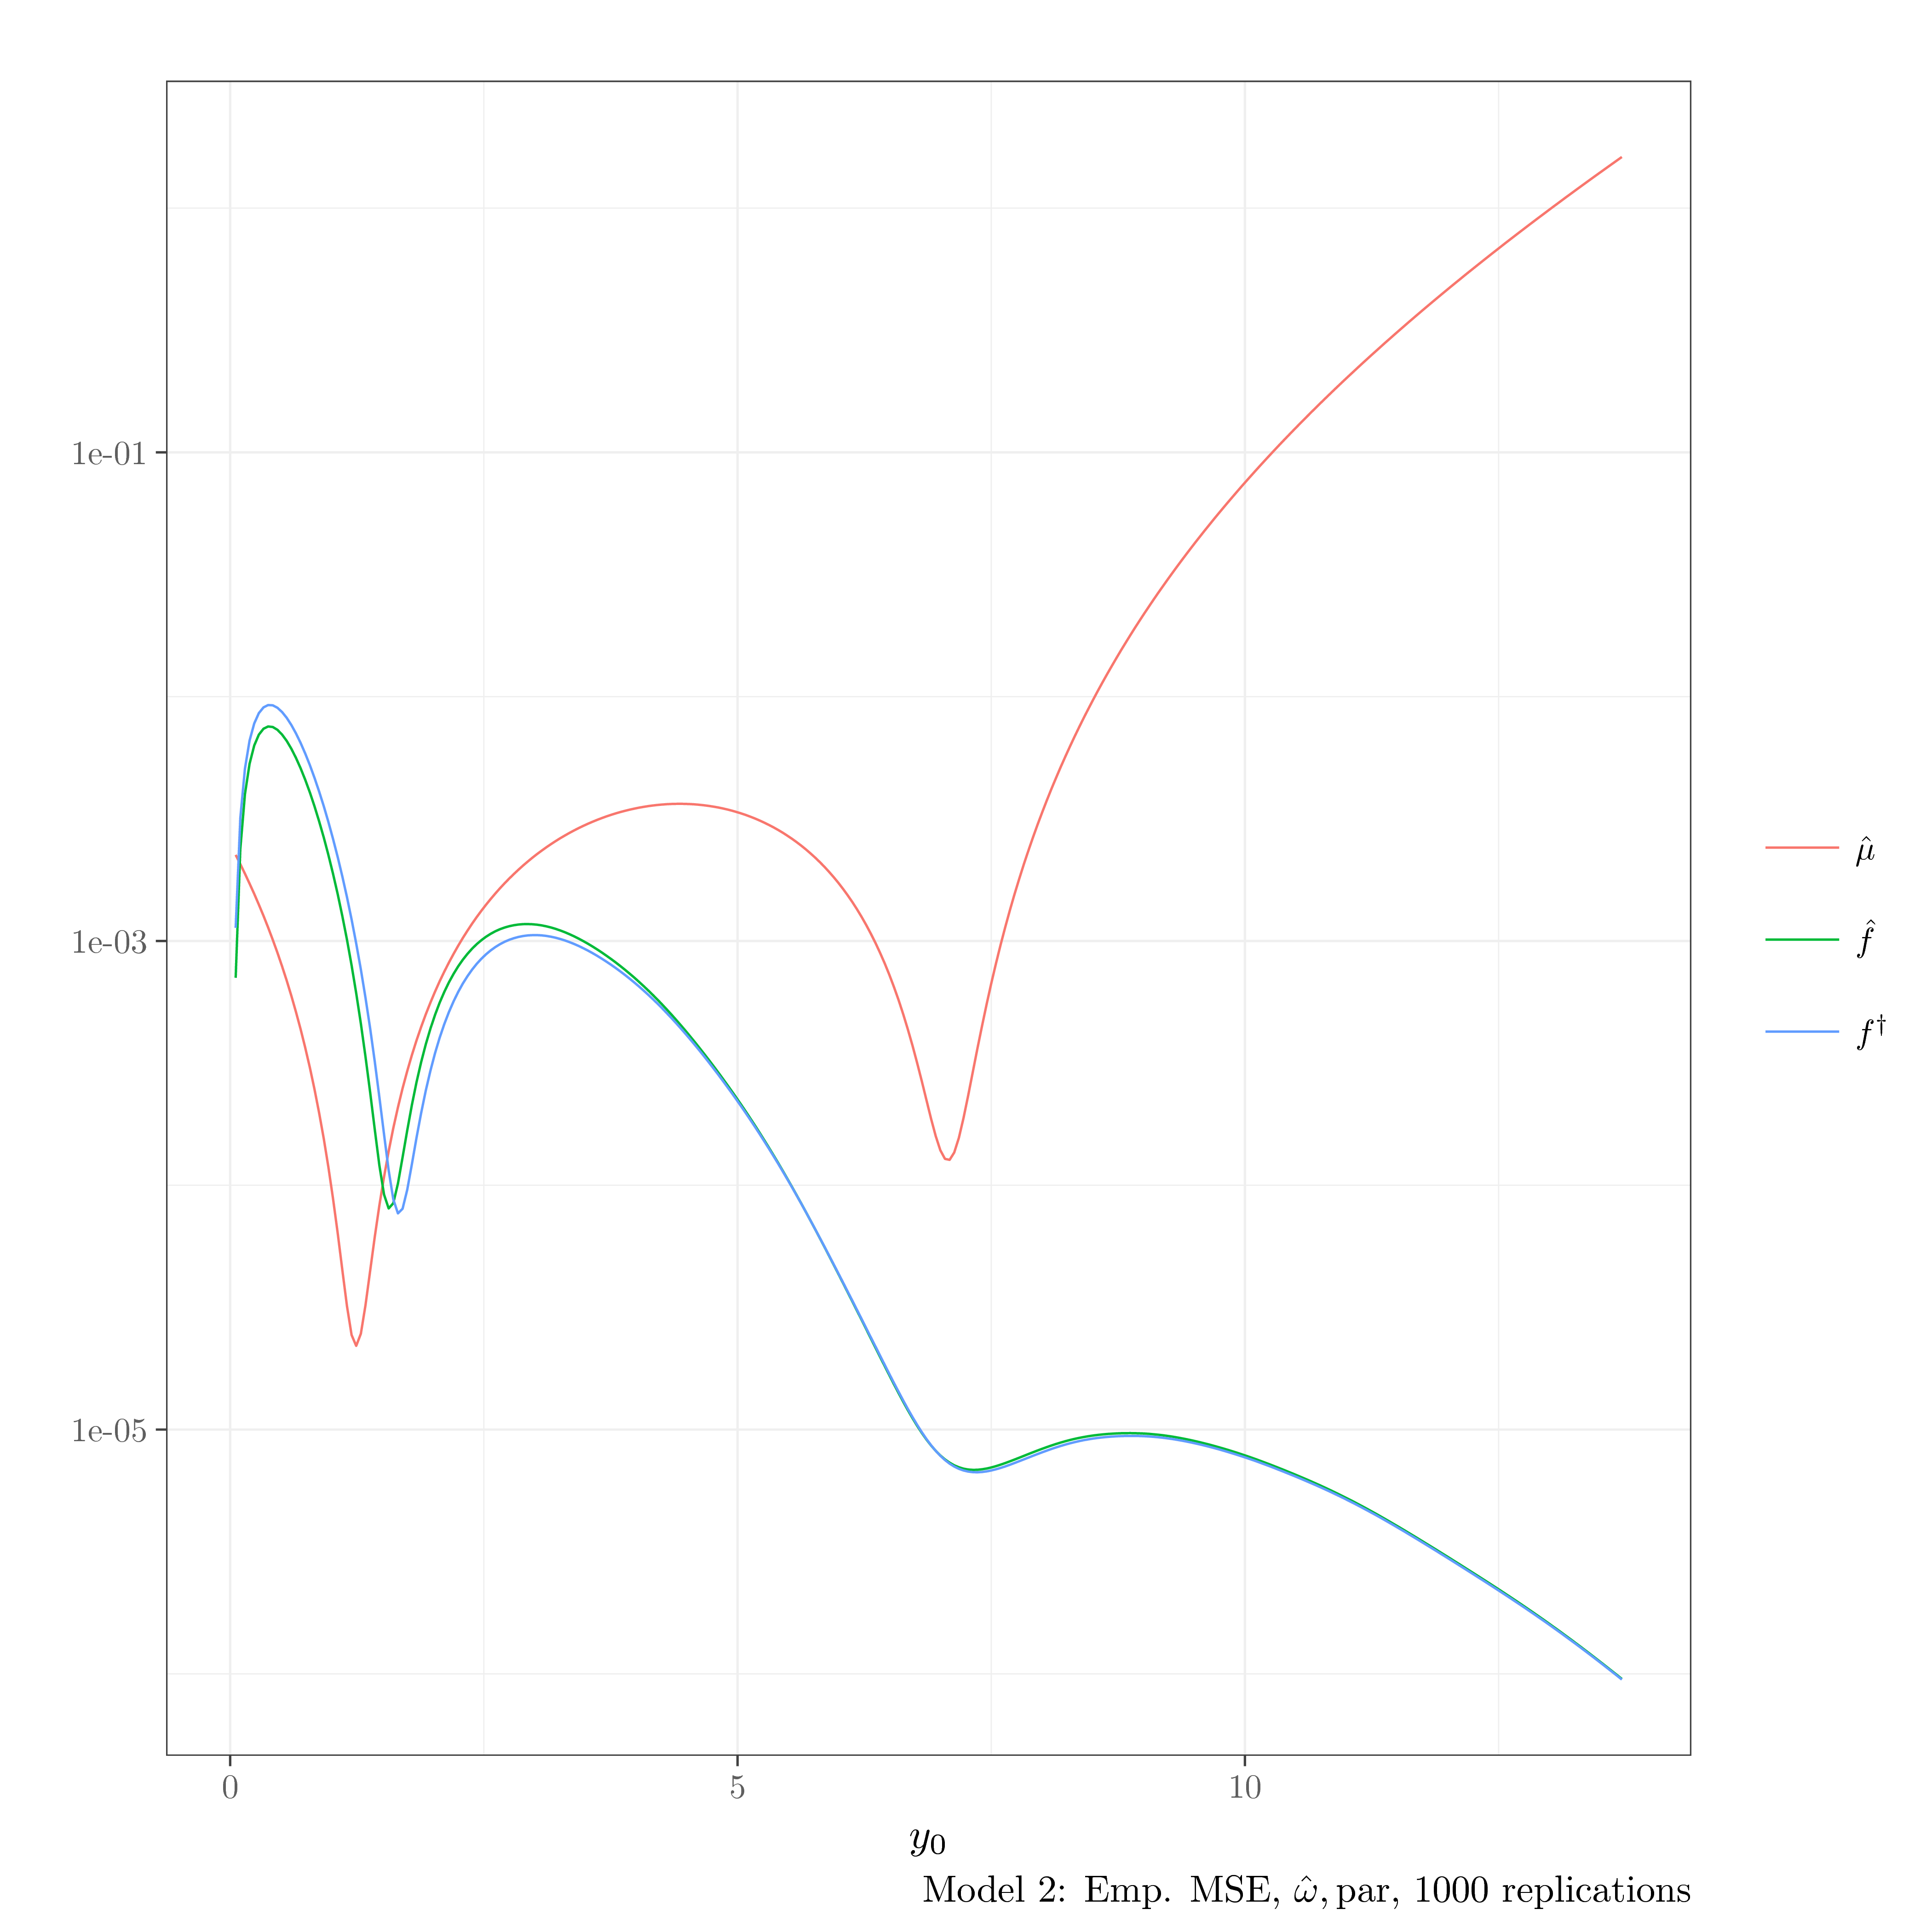 1e-01
1e-03
1e-05
0 5 10
y₀
μ̂
f̂
f†
Model 2: Emp. MSE, ω̂, par, 1000 replications